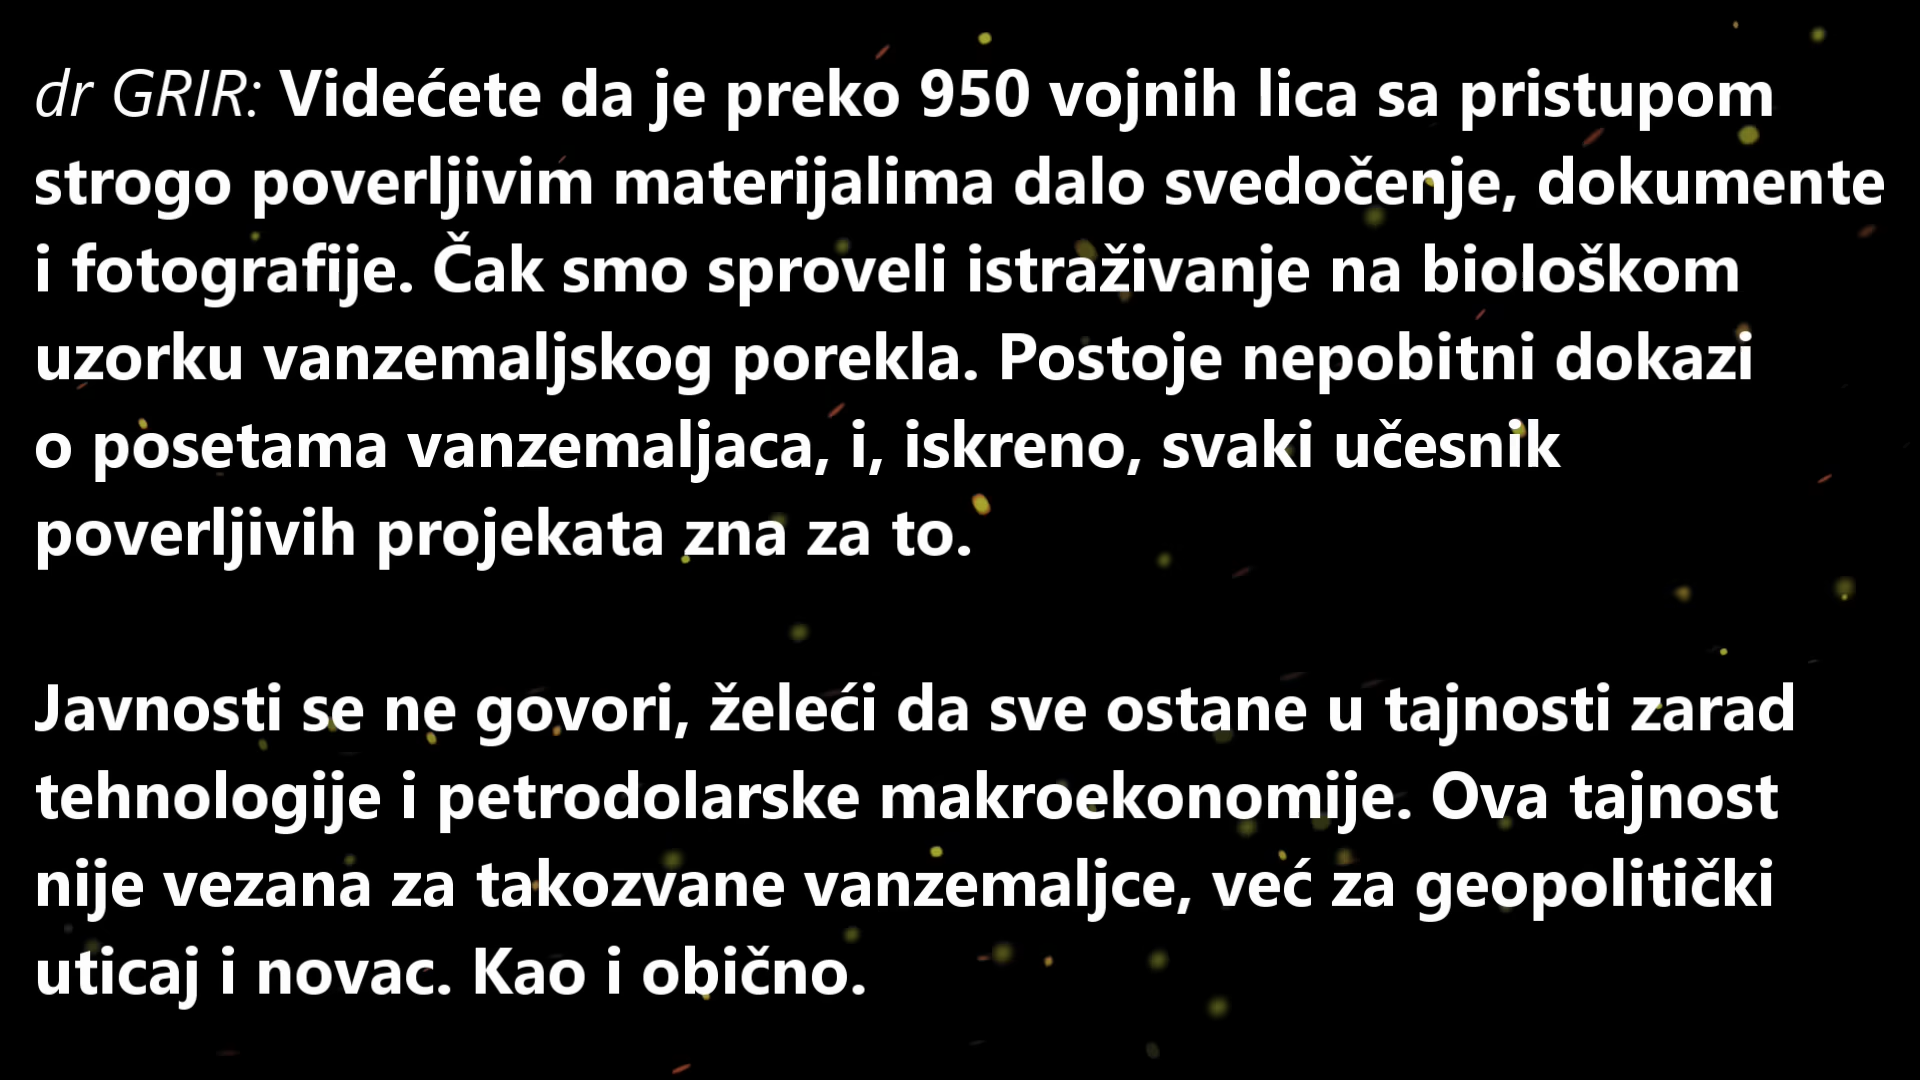 dr GRIR: Videćete da je preko 950 vojnih lica sa pristupom
strogo poverljivim materijalima dalo svedočenje, dokumente
i fotografije. Čak smo sproveli istraživanje na biološkom
uzorku vanzemaljskog porekla. Postoje nepobitni dokazi
o posetama vanzemaljaca, i, iskreno, svaki učesnik
poverljivih projekata zna za to.
Javnosti se ne govori, želeći da sve ostane u tajnosti zarad
tehnologije i petrodolarske makroekonomije. Ova tajnost
nije vezana za takozvane vanzemaljce, već za geopolitički
uticaj i novac. Kao i obično.